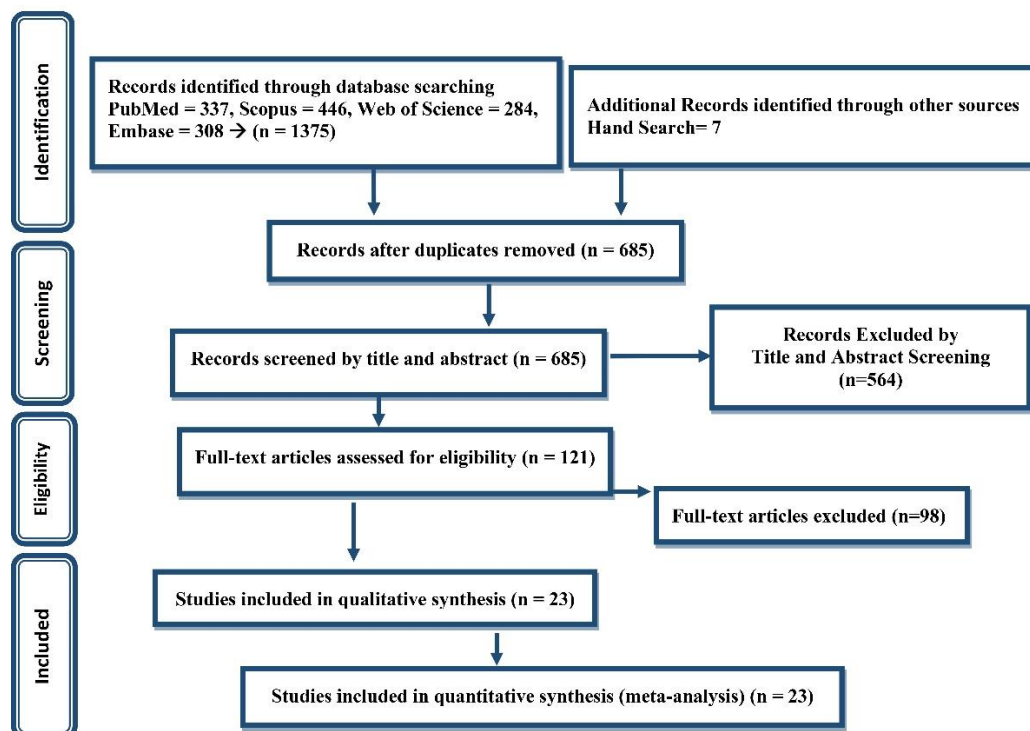 Identification
Records identified through database searching
PubMed = 337, Scopus = 446, Web of Science = 284,
Embase = 308 → (n = 1375)
Additional Records identified through other sources
Hand Search= 7
Records after duplicates removed (n = 685)
Screening
Records screened by title and abstract (n = 685)
Records Excluded by
Title and Abstract Screening
(n=564)
Eligibility
Full-text articles assessed for eligibility (n = 121)
Full-text articles excluded (n=98)
Included
Studies included in qualitative synthesis (n = 23)
Studies included in quantitative synthesis (meta-analysis) (n = 23)